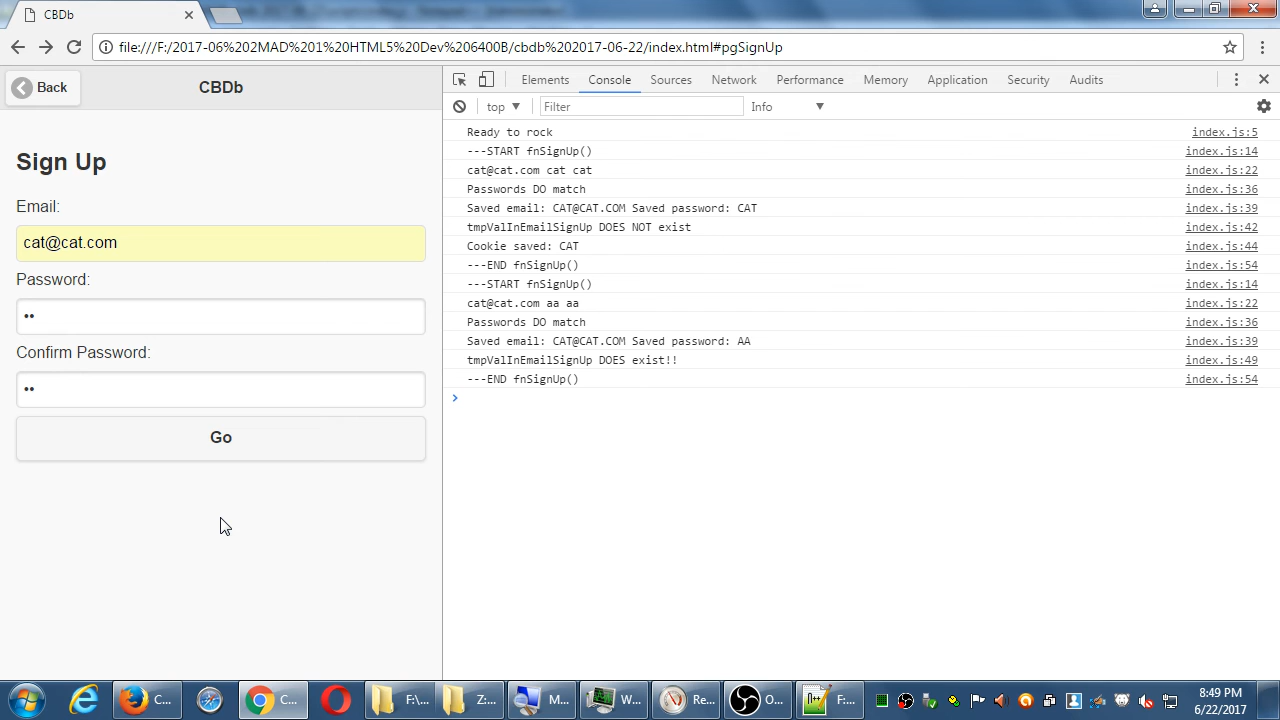 CBDb
file:///F:/2017-06%202MAD%201%20HTML5%20Dev%206400B/cbdb%202017-06-22/index.html#pgSignUp
Back
CBDb
Sign Up
Email:
cat@cat.com
Password:
••
Confirm Password:
••
Go
Elements Console Sources Network Performance Memory Application Security Audits
top Filter Info
Ready to rock index.js:5
---START fnSignUp() index.js:14
cat@cat.com cat cat index.js:22
Passwords DO match index.js:36
Saved email: CAT@CAT.COM Saved password: CAT index.js:39
tmpValInEmailSignUp DOES NOT exist index.js:42
Cookie saved: CAT index.js:44
---END fnSignUp() index.js:54
---START fnSignUp() index.js:14
cat@cat.com aa aa index.js:22
Passwords DO match index.js:36
Saved email: CAT@CAT.COM Saved password: AA index.js:39
tmpValInEmailSignUp DOES exist!! index.js:49
---END fnSignUp() index.js:54
C... C... F:\... Z:... M... W... Re... O... F:...
8:49 PM
6/22/2017